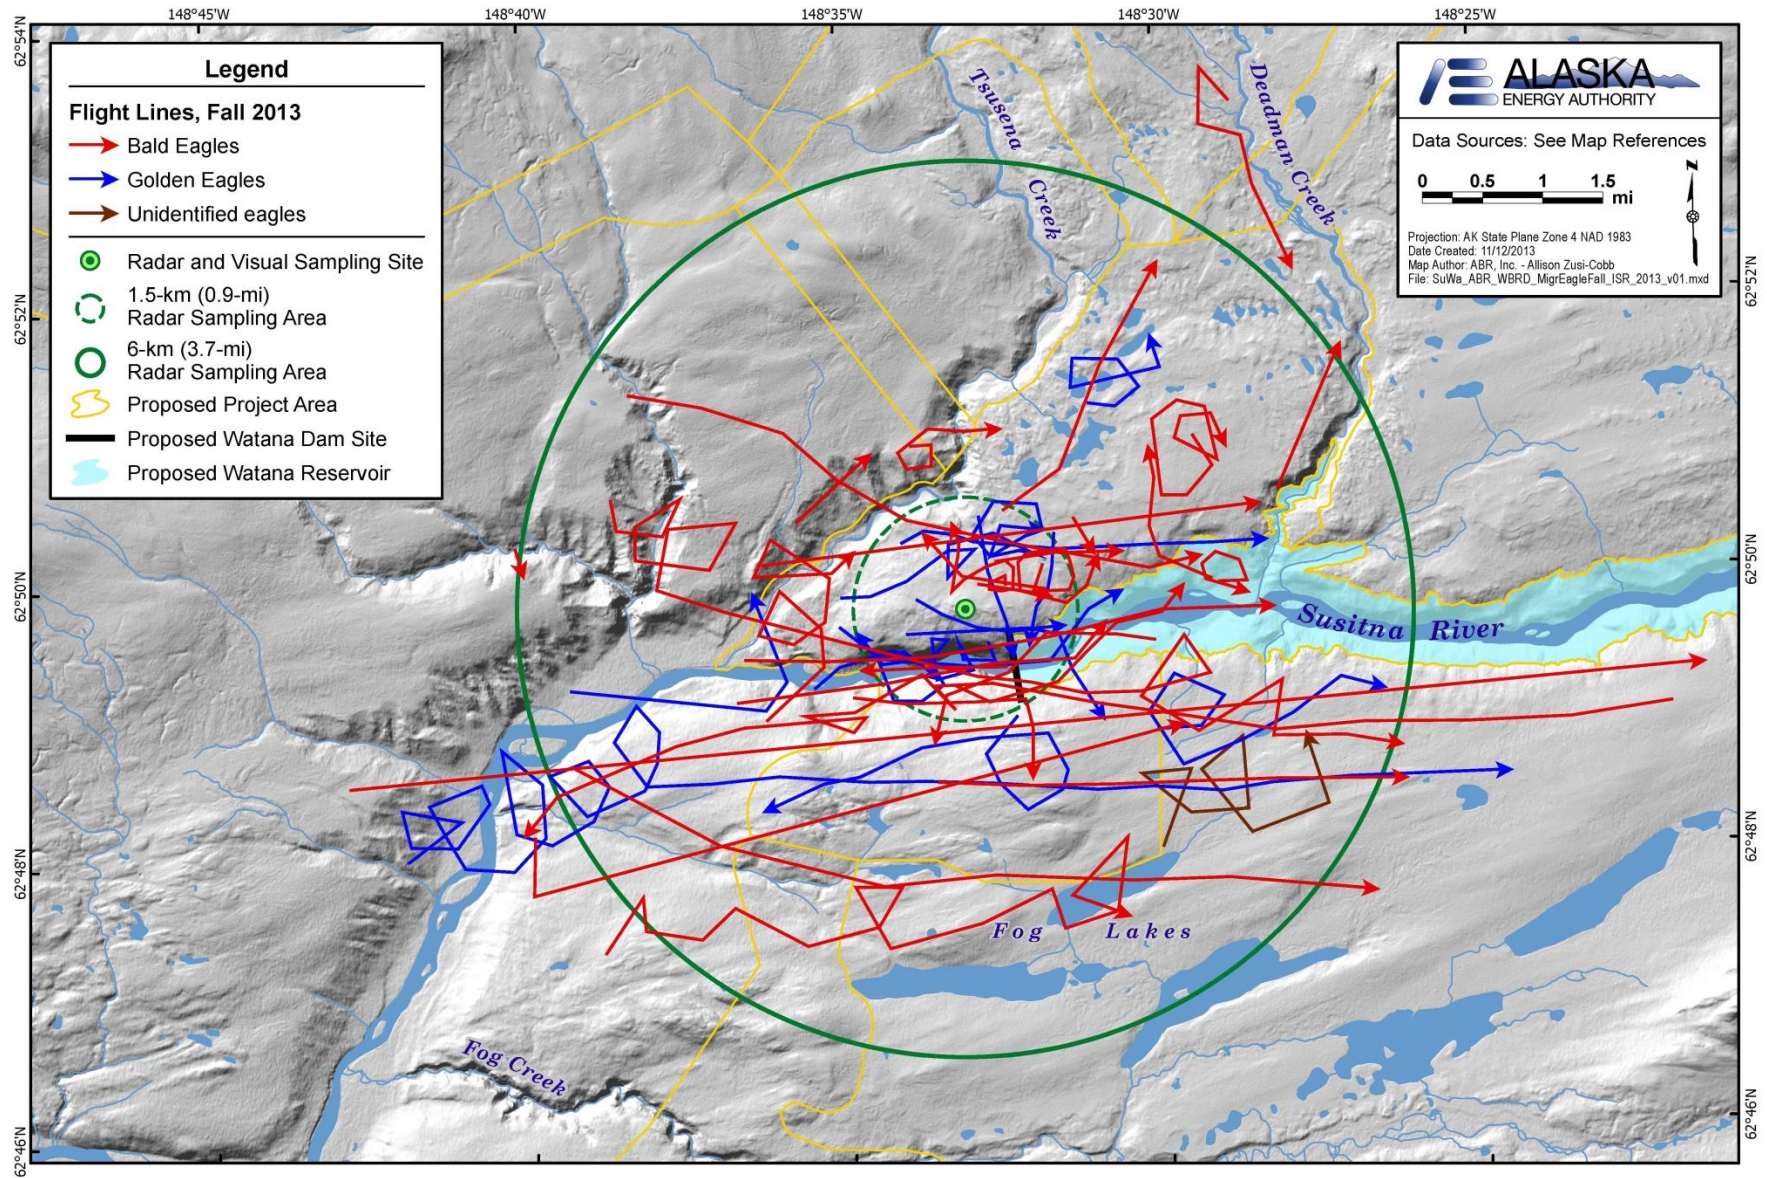 148°45'W 148°40'W 148°35'W 148°30'W 148°25'W
62°54'N
62°52'N
62°50'N
62°48'N
62°46'N
62°52'N
62°50'N
62°48'N
62°46'N
Legend
Flight Lines, Fall 2013
Bald Eagles
Golden Eagles
Unidentified eagles
Radar and Visual Sampling Site
1.5-km (0.9-mi)
Radar Sampling Area
6-km (3.7-mi)
Radar Sampling Area
Proposed Project Area
Proposed Watana Dam Site
Proposed Watana Reservoir
ALASKA
ENERGY AUTHORITY
Data Sources: See Map References
0 0.5 1 1.5
mi
N
Projection: AK State Plane Zone 4 NAD 1983
Date Created: 11/12/2013
Map Author: ABR, Inc. - Allison Zusi-Cobb
File: SuWa_ABR_WBRD_MigrEagleFall_ISR_2013_v01.mxd
Tsusena
Creek
Deadman Creek
Susitna River
Fog Lakes
Fog Creek